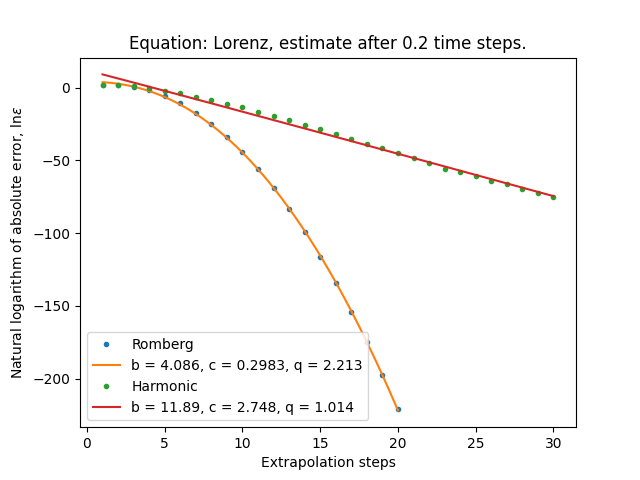 Equation: Lorenz, estimate after 0.2 time steps.
Natural logarithm of absolute error, lnε
0
−50
−100
−150
−200
Romberg
b = 4.086, c = 0.2983, q = 2.213
Harmonic
b = 11.89, c = 2.748, q = 1.014
0 5 10 15 20 25 30
Extrapolation steps